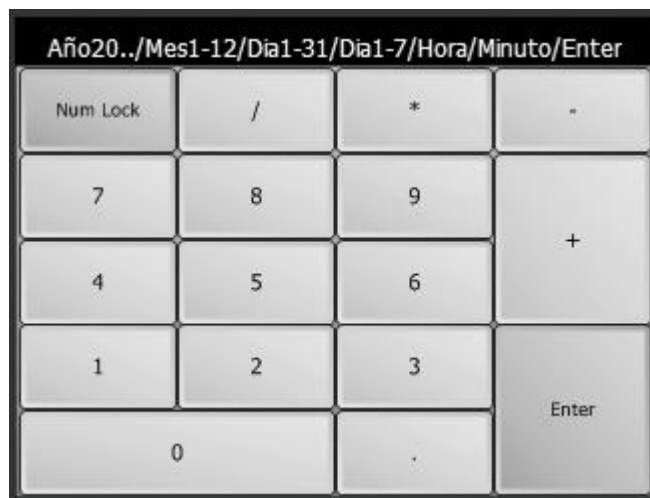 Año20../Mes1-12/Dia1-31/Dia1-7/Hora/Minuto/Enter
Num Lock / * -
7 8 9 +
4 5 6
1 2 3 Enter
0 .